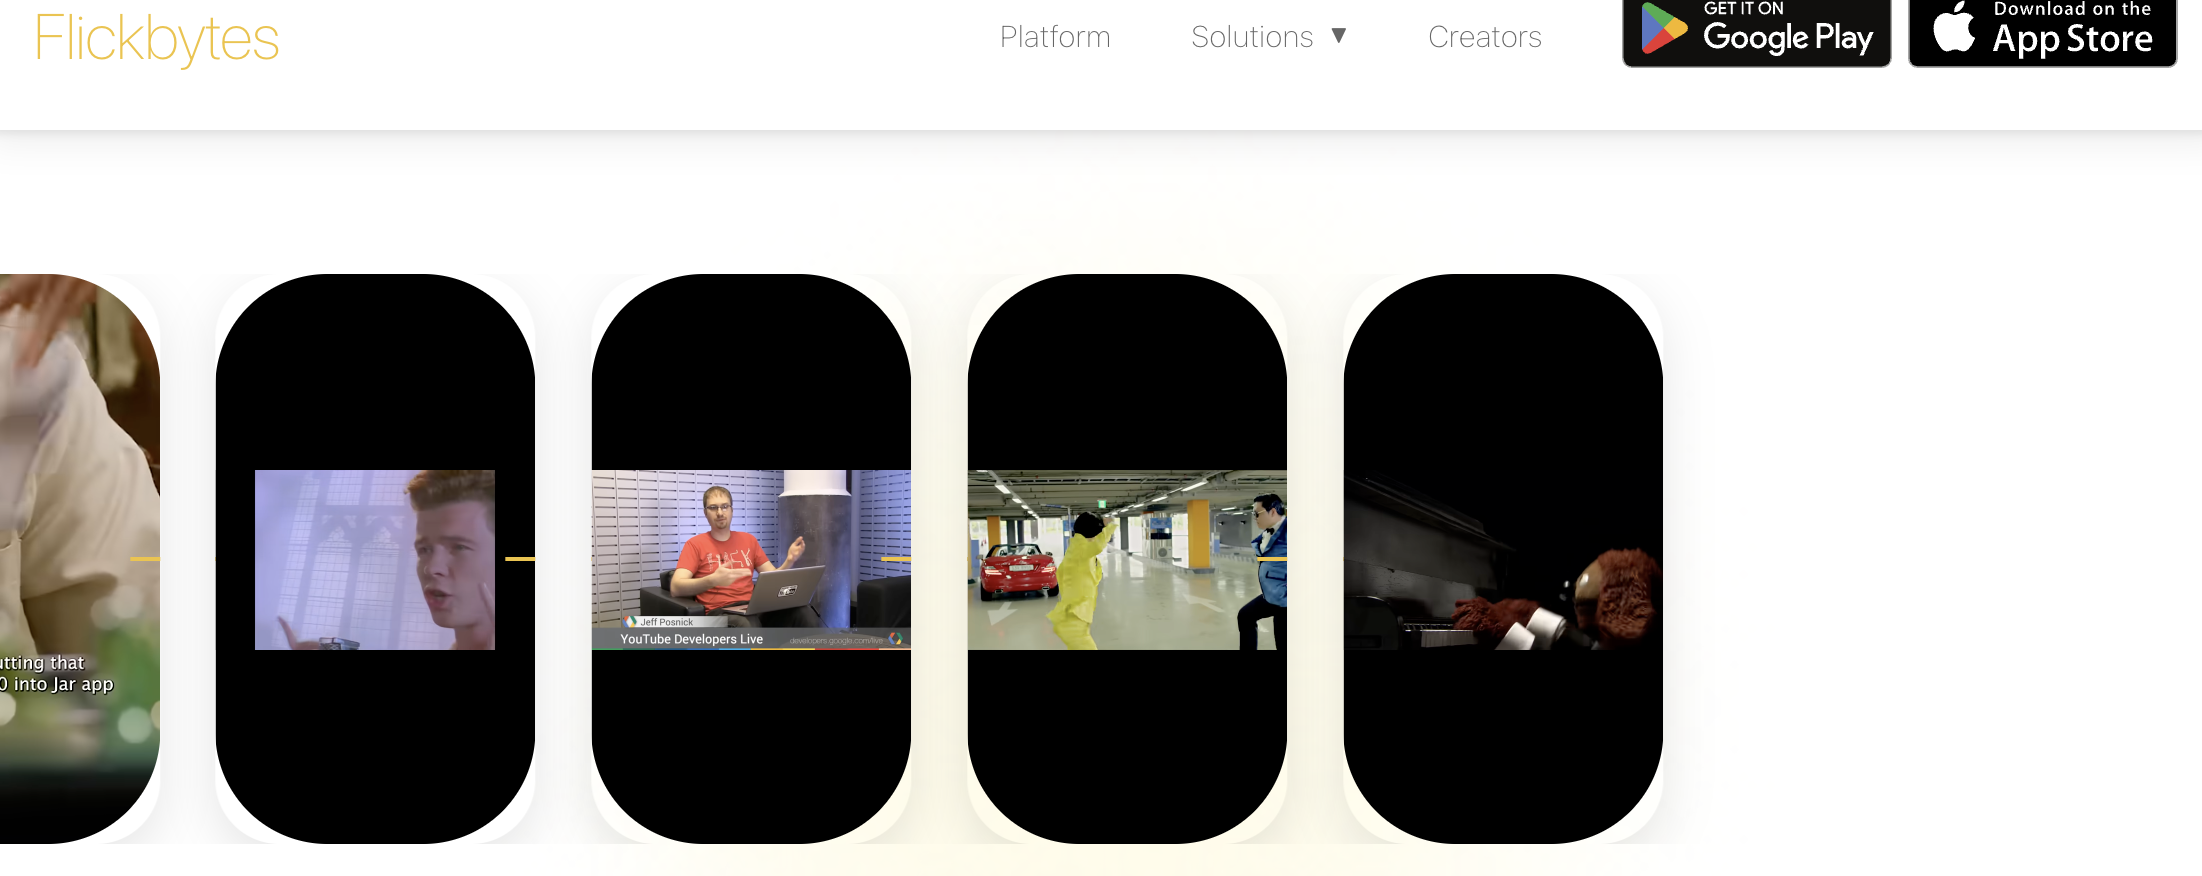 Flickbytes
Platform
Solutions ▼
Creators
GET IT ON
Google Play
Download on the
App Store
utting that
0 into Jar app
Jeff Posnick
YouTube Developers Live
developers.google.com/live